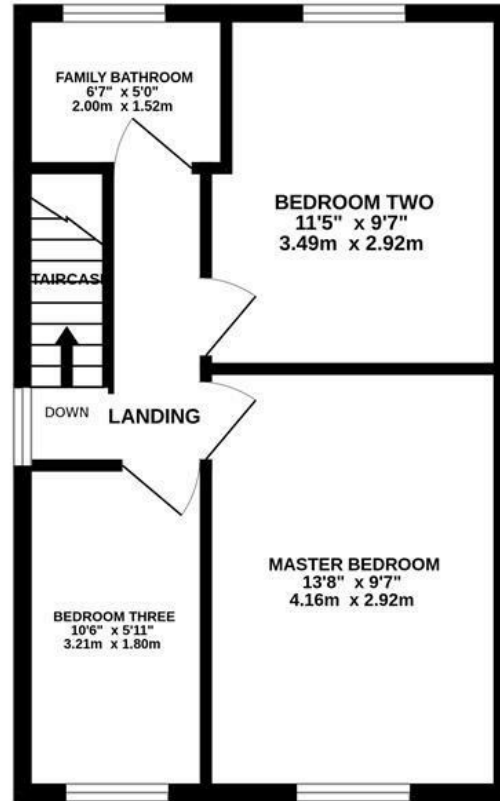 FAMILY BATHROOM
6'7" x 5'0"
2.00m x 1.52m
BEDROOM TWO
11'5" x 9'7"
3.49m x 2.92m
TAIRCAS
DOWN
LANDING
MASTER BEDROOM
13'8" x 9'7"
4.16m x 2.92m
BEDROOM THREE
10'6" x 5'11"
3.21m x 1.80m